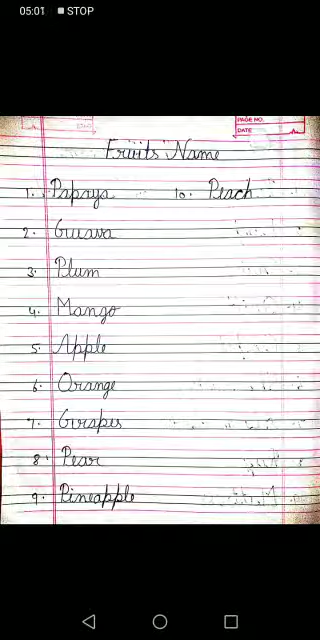 05:01 STOP
PAGE NO.
DATE
Fruits Name
1. Papaya
10. Peach
2. Guava
3. Plum
4. Mango
5. Apple
6. Orange
7. Grapes
8. Pear
9. Pineapple